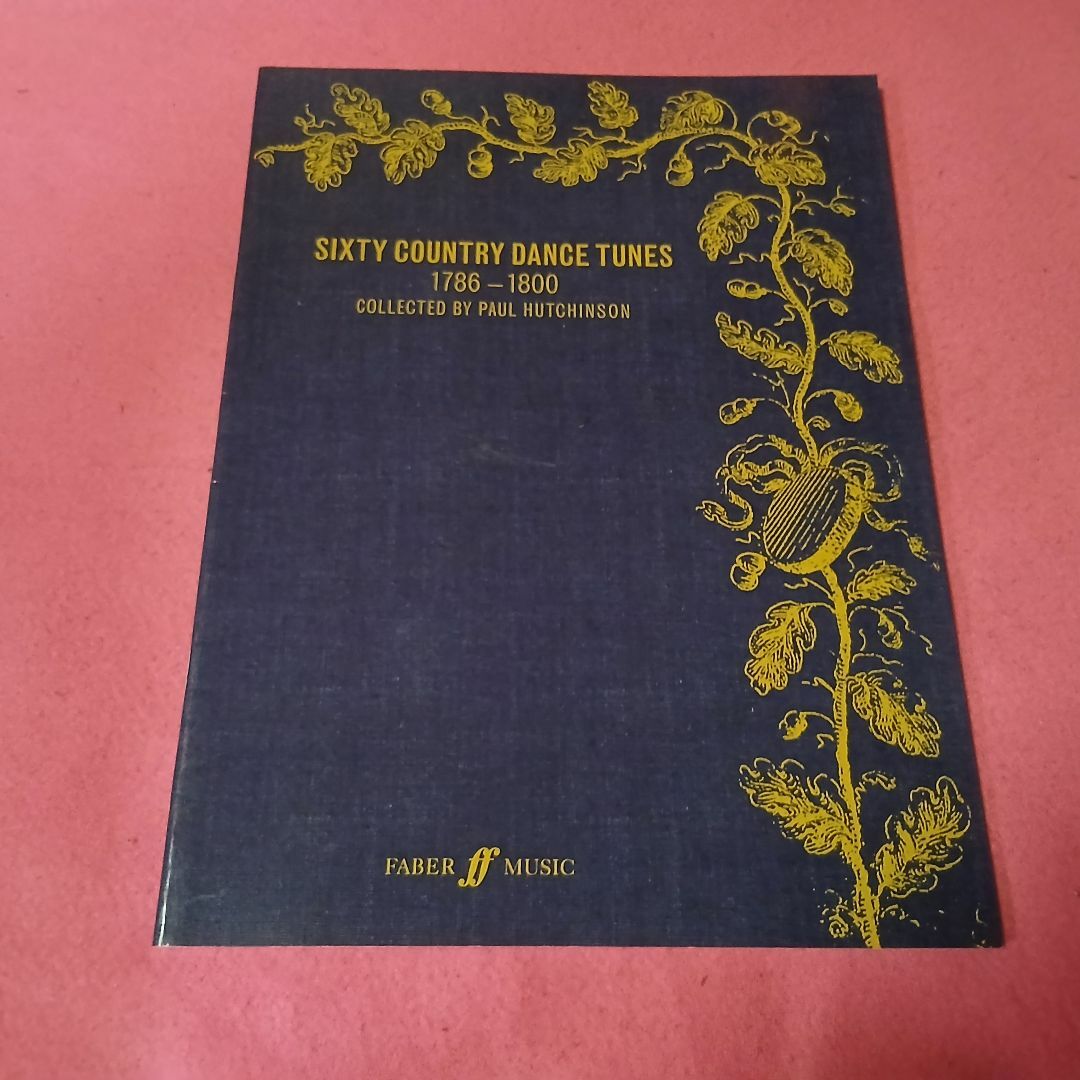 SIXTY COUNTRY DANCE TUNES
1786 – 1800
COLLECTED BY PAUL HUTCHINSON
FABER ff MUSIC